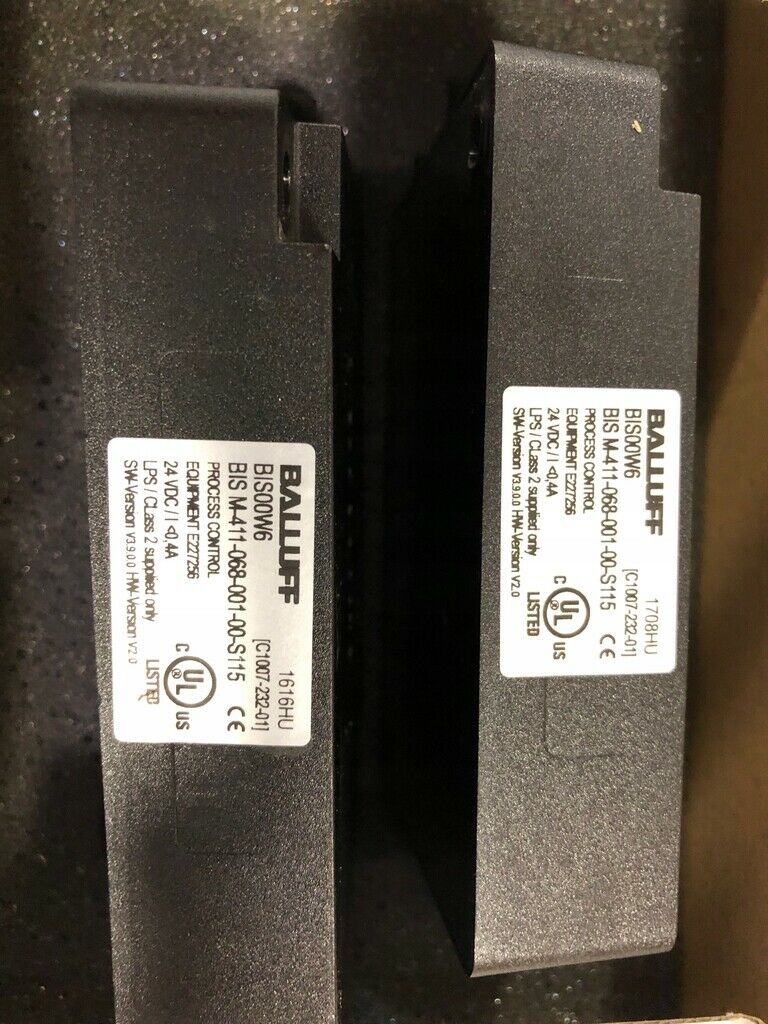 BALLUFF 1616HU
BIS00W6 [C1007-232-01]
BIS M-411-068-001-00-S115 CE
PROCESS CONTROL
EQUIPMENT E227256
24 VDC / I <0,4A
LPS / CLass 2 supplied only
SW-Version V3.9.0.0 HW-Version V2.0
C UL ® US
LISTED
BALLUFF 1708HU
BIS00W6 [C1007-232-01]
BIS M-411-068-001-00-S115 CE
PROCESS CONTROL
EQUIPMENT E227256
24 VDC / I <0,4A
LPS / CLass 2 supplied only
SW-Version V3.9.0.0 HW-Version V2.0
C UL ® US
LISTED